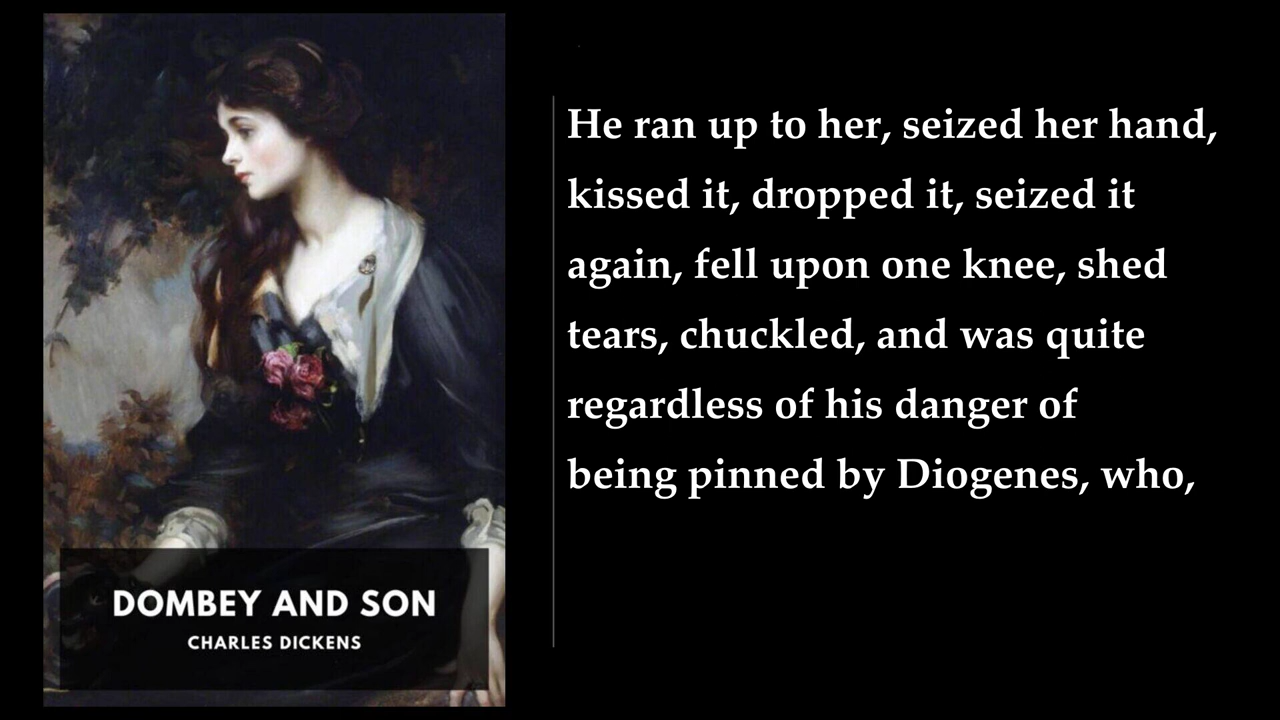 He ran up to her, seized her hand,
kissed it, dropped it, seized it
again, fell upon one knee, shed
tears, chuckled, and was quite
regardless of his danger of
being pinned by Diogenes, who,
DOMBEY AND SON
CHARLES DICKENS